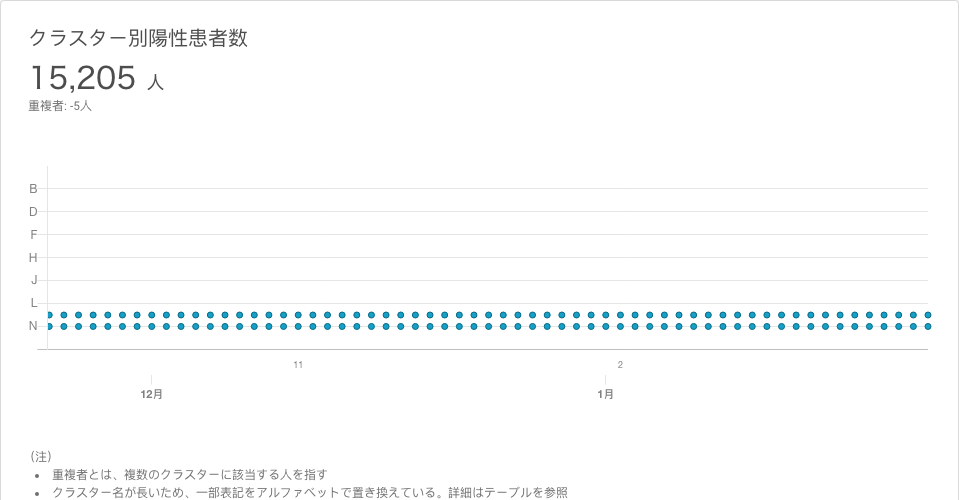 クラスター別陽性患者数
15,205 人
重複者: -5人
B
D
F
H
J
L
N
11
2
12月
1月
（注）
• 重複者とは、複数のクラスターに該当する人を指す
• クラスター名が長いため、一部表記をアルファベットで置き換えている。詳細はテーブルを参照